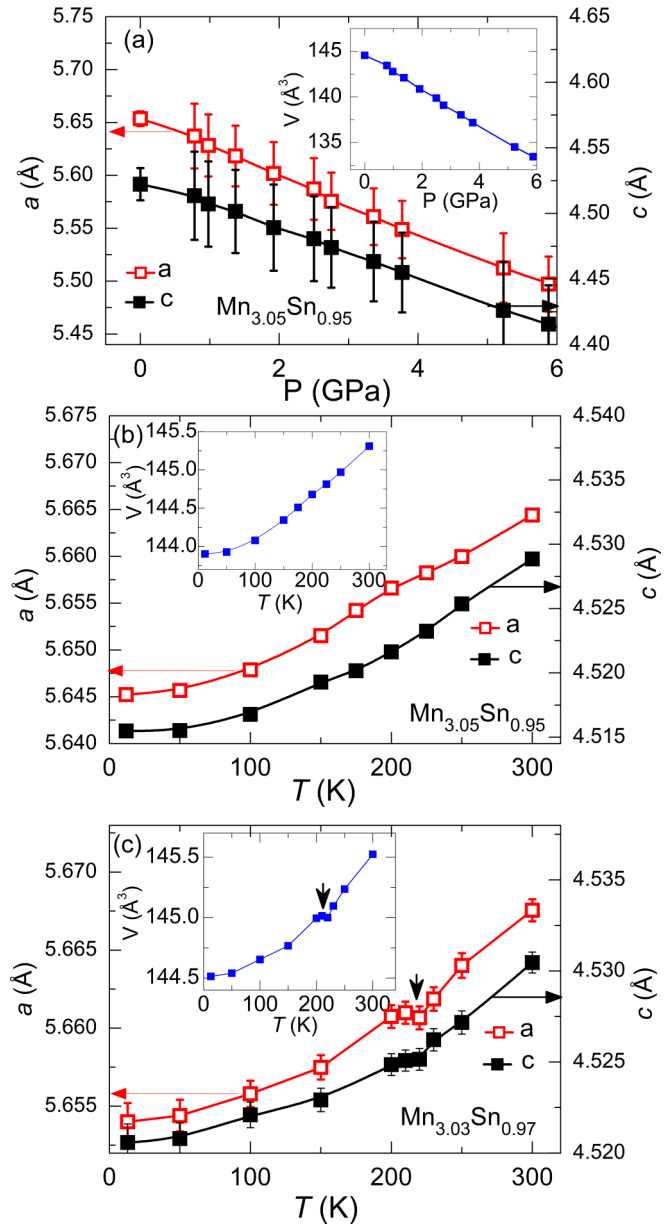 (a)
5.75
5.70
5.65
5.60
5.55
5.50
5.45
a (Å)
4.65
4.60
4.55
4.50
4.45
4.40
c (Å)
145
140
135
V (Å³)
0 2 4 6
P (GPa)
a
c
Mn₃.₀₅Sn₀.₉₅
0 2 4 6
P (GPa)
(b)
5.675
5.670
5.665
5.660
5.655
5.650
5.645
5.640
a (Å)
4.540
4.535
4.530
4.525
4.520
4.515
c (Å)
145.5
145.0
144.5
144.0
V (Å³)
0 100 200 300
T (K)
a
c
Mn₃.₀₅Sn₀.₉₅
0 100 200 300
T (K)
(c)
5.670
5.665
5.660
5.655
a (Å)
4.535
4.530
4.525
4.520
c (Å)
145.5
145.0
144.5
V (Å³)
0 100 200 300
T (K)
a
c
Mn₃.₀₃Sn₀.₉₇
0 50 100 150 200 250 300
T (K)